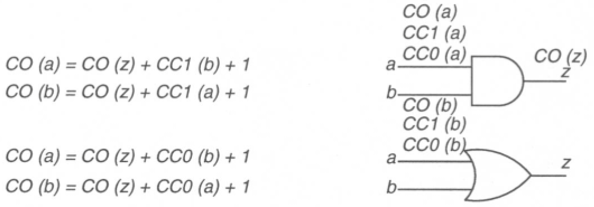 CO (a) = CO (z) + CC1 (b) + 1
CO (b) = CO (z) + CC1 (a) + 1
CO (a)
CC1 (a)
CC0 (a)
a
b
CO (z)
z
CO (b)
CC1 (b)
CC0 (b)
CO (a) = CO (z) + CC0 (b) + 1
CO (b) = CO (z) + CC0 (a) + 1
a
b
z